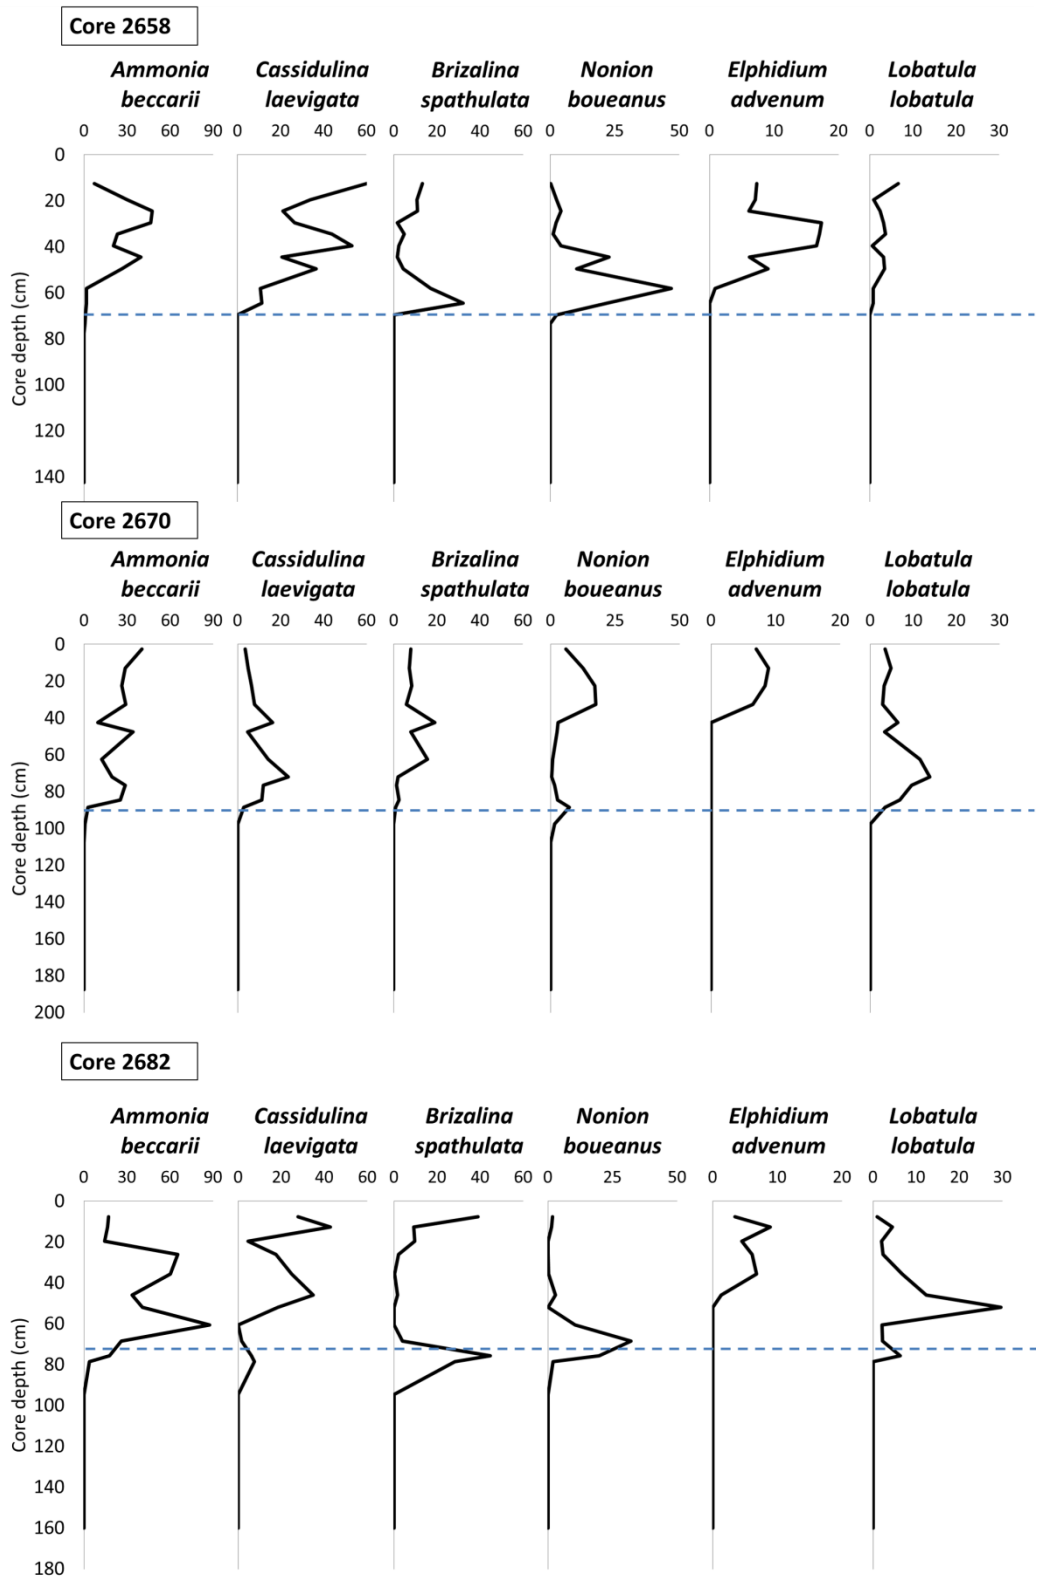 Core 2658
Ammonia Cassidulina Brizalina Nonion Elphidium Lobatula
beccarii laevigata spathulata boueanus advenum lobatula
0 30 60 90 0 20 40 60 0 20 40 60 0 25 50 0 10 20 0 10 20 30
0
20
40
60
80
100
120
140
Core depth (cm)
Core 2670
Ammonia Cassidulina Brizalina Nonion Elphidium Lobatula
beccarii laevigata spathulata boueanus advenum lobatula
0 30 60 90 0 20 40 60 0 20 40 60 0 25 50 0 10 20 0 10 20 30
0
20
40
60
80
100
120
140
160
180
200
Core depth (cm)
Core 2682
Ammonia Cassidulina Brizalina Nonion Elphidium Lobatula
beccarii laevigata spathulata boueanus advenum lobatula
0 30 60 90 0 20 40 60 0 20 40 60 0 25 50 0 10 20 0 10 20 30
0
20
40
60
80
100
120
140
160
180
Core depth (cm)